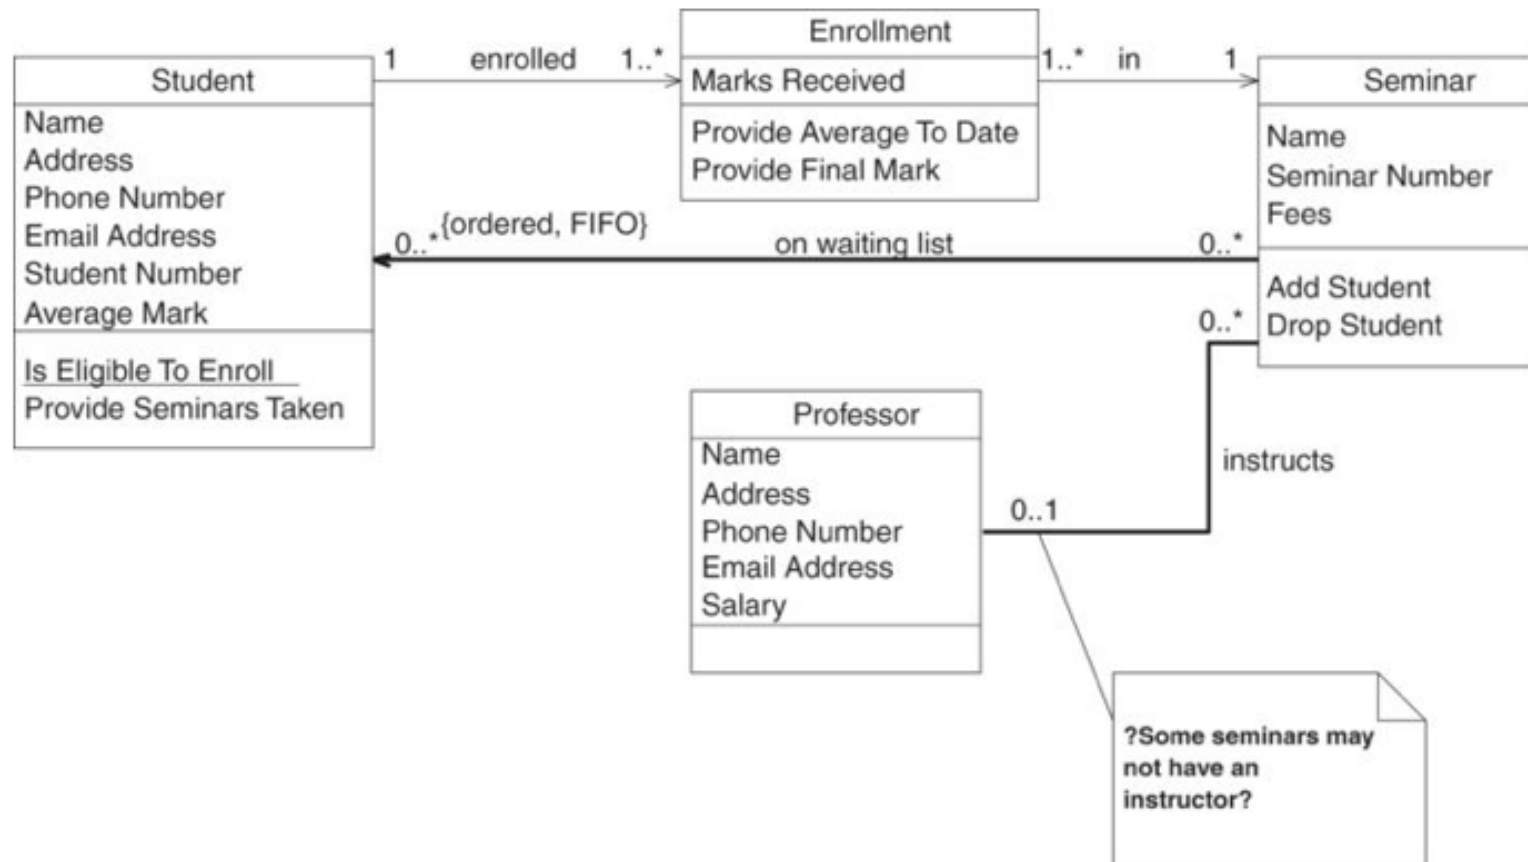 Student
Name
Address
Phone Number
Email Address
Student Number
Average Mark
Is Eligible To Enroll
Provide Seminars Taken
1 enrolled 1..*
Enrollment
Marks Received
Provide Average To Date
Provide Final Mark
1..* in 1
Seminar
Name
Seminar Number
Fees
Add Student
Drop Student
{ordered, FIFO}
0..* on waiting list 0..*
0..*
instructs
0..1
Professor
Name
Address
Phone Number
Email Address
Salary
?Some seminars may
not have an
instructor?